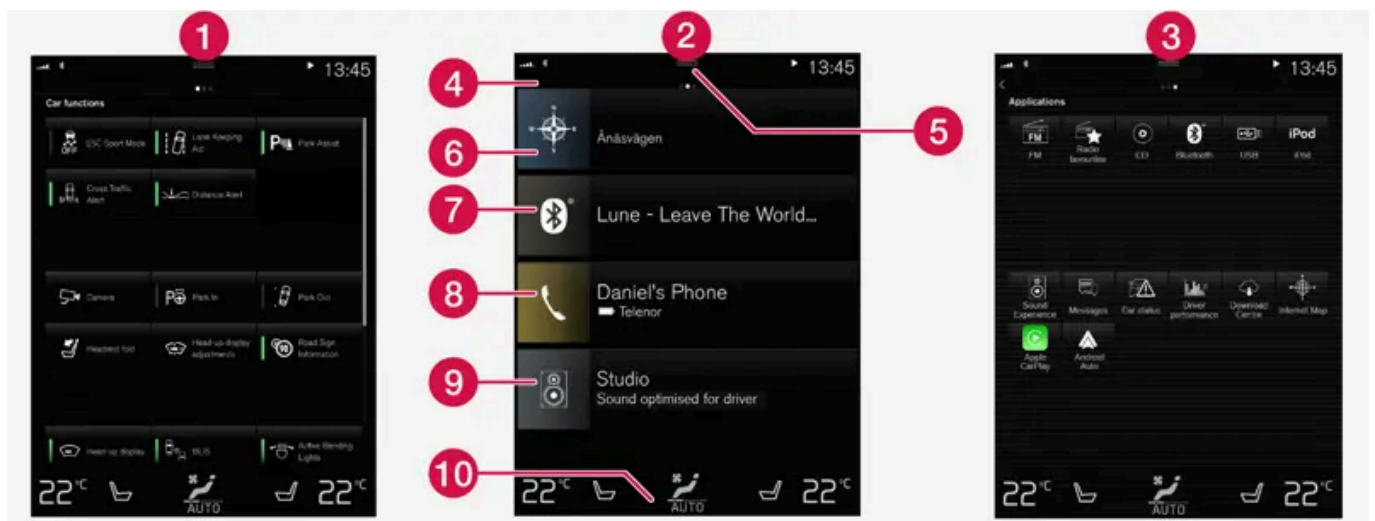 1
2
3
13:45
Car functions
ESC Sport Mode
OFF
Lane Keeping
Aid
Park Assist
Cross Traffic
Alert
Distance Alert
Camera
Park In
Park Out
Headrest fold
Head-up display
adjustments
Road Sign
Information
Head-up display
BLIS
Active Bending
Lights
22°C
AUTO
22°C
13:45
4
5
6
Änäsvägen
7
Lune - Leave The World...
8
Daniel's Phone
Telenor
9
Studio
Sound optimised for driver
10
22°C
AUTO
22°C
13:45
Applications
FM
FM
Radio
favourites
CD
Bluetooth
USB
iPod
iPod
Sound
Experience
Messages
Car status
Driver
performance
Download
Centre
Internet Map
Apple
CarPlay
Android
Auto
22°C
AUTO
22°C